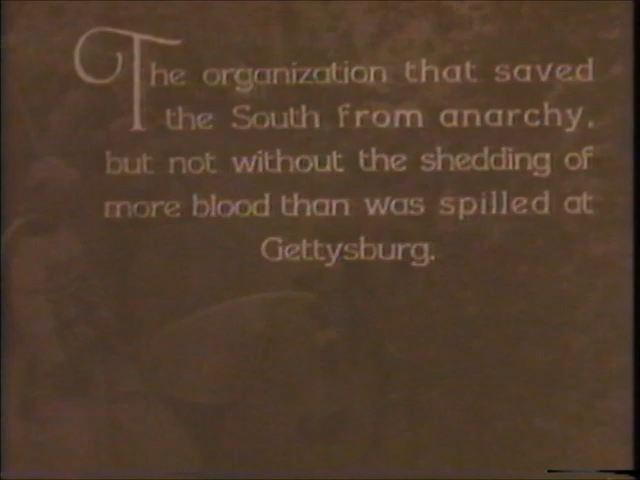 The organization that saved
the South from anarchy,
but not without the shedding of
more blood than was spilled at
Gettysburg.